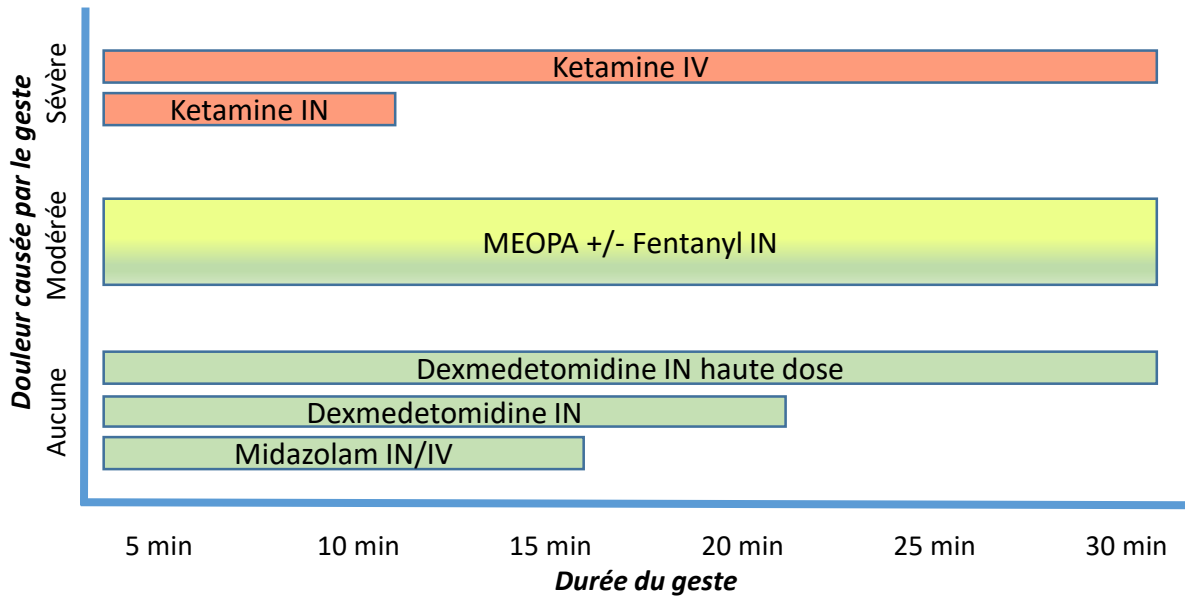 Douleur causée par le geste
Sévère
Ketamine IV
Ketamine IN
Modérée
MEOPA +/- Fentanyl IN
Aucune
Dexmedetomidine IN haute dose
Dexmedetomidine IN
Midazolam IN/IV
5 min 10 min 15 min 20 min 25 min 30 min
Durée du geste